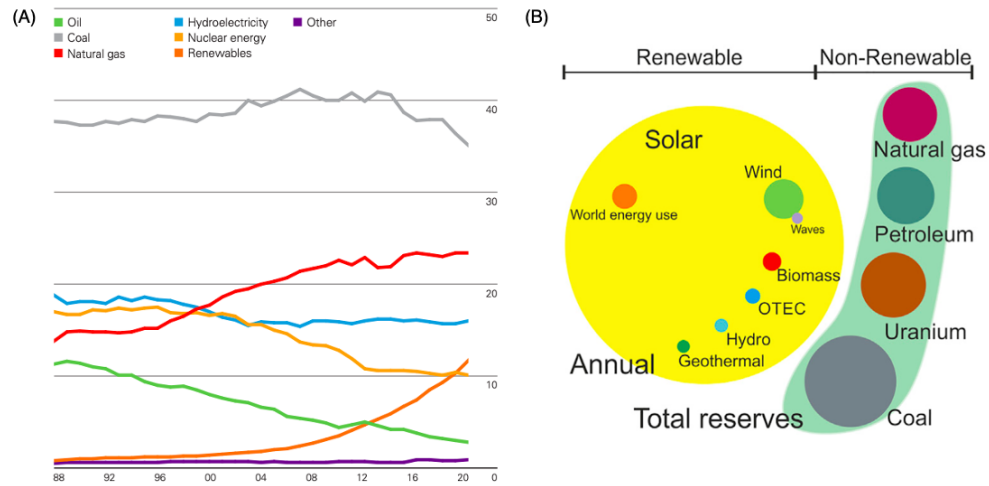 (A)
Oil
Coal
Natural gas
Hydroelectricity
Nuclear energy
Renewables
Other
50
40
30
20
10
88 92 96 00 04 08 12 16 20 0
(B)
Renewable
Non-Renewable
Solar
Wind
World energy use
Waves
Biomass
OTEC
Hydro
Geothermal
Annual
Natural gas
Petroleum
Uranium
Coal
Total reserves